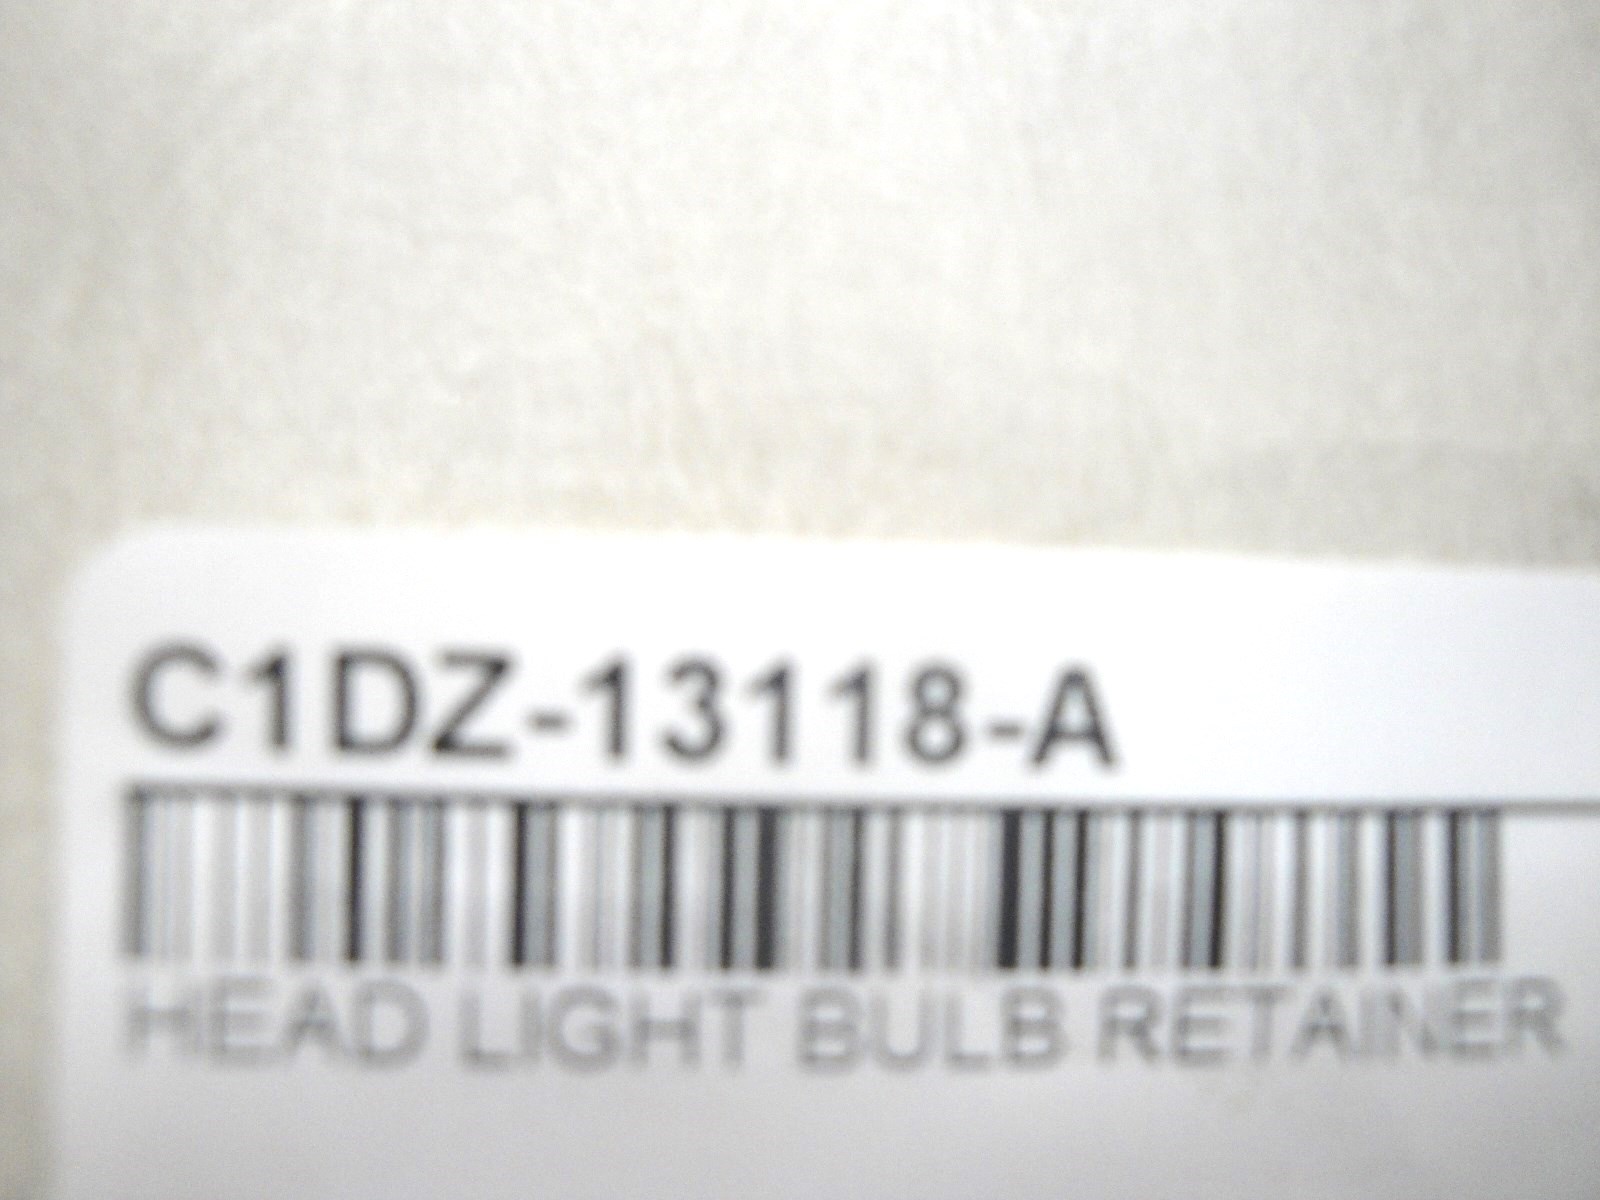 C1DZ-13118-A
HEAD LIGHT BULB RETAINER